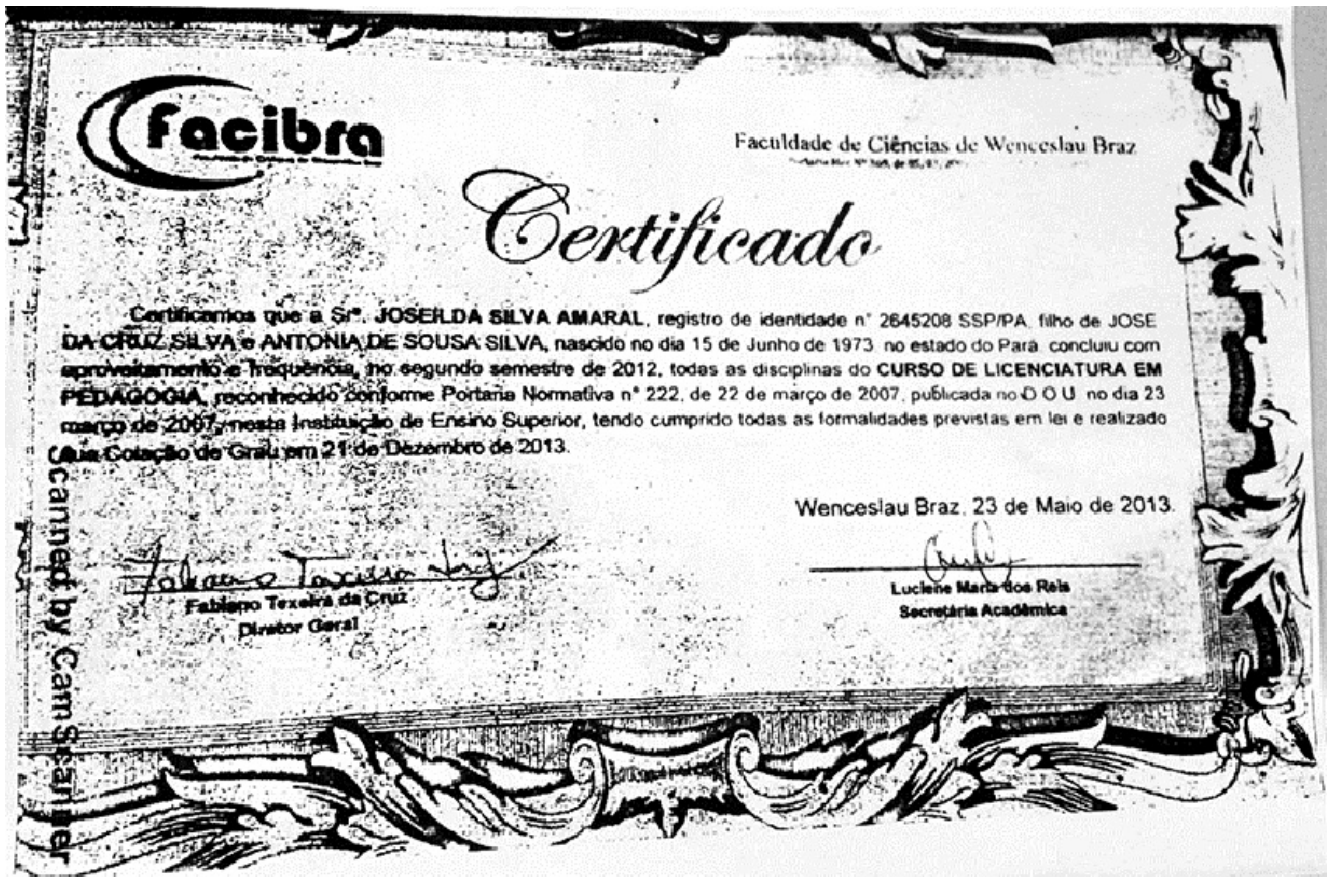 facibra
Faculdade de Ciências de Wenceslau Braz
Certificado
Certificamos que a Srª. JOSEILDA SILVA AMARAL, registro de identidade n° 2645208 SSP/PA, filho de JOSE
DA CRUZ SILVA e ANTONIA DE SOUSA SILVA, nascido no dia 15 de Junho de 1973 no estado do Pará, concluiu com
aproveitamento e frequência, no segundo semestre de 2012, todas as disciplinas do CURSO DE LICENCIATURA EM
PEDAGOGIA, reconhecido conforme Portaria Normativa n° 222, de 22 de março de 2007, publicada no D O U no dia 23
março de 2007, nesta Instituição de Ensino Superior, tendo cumprido todas as formalidades previstas em lei e realizado
sua Colação de Grau em 21 de Dezembro de 2013.
Wenceslau Braz, 23 de Maio de 2013.
Fabiano Texeira da Cruz
Diretor Geral
Luciene Maria dos Reis
Secretária Acadêmica
Scanned by CamScanner